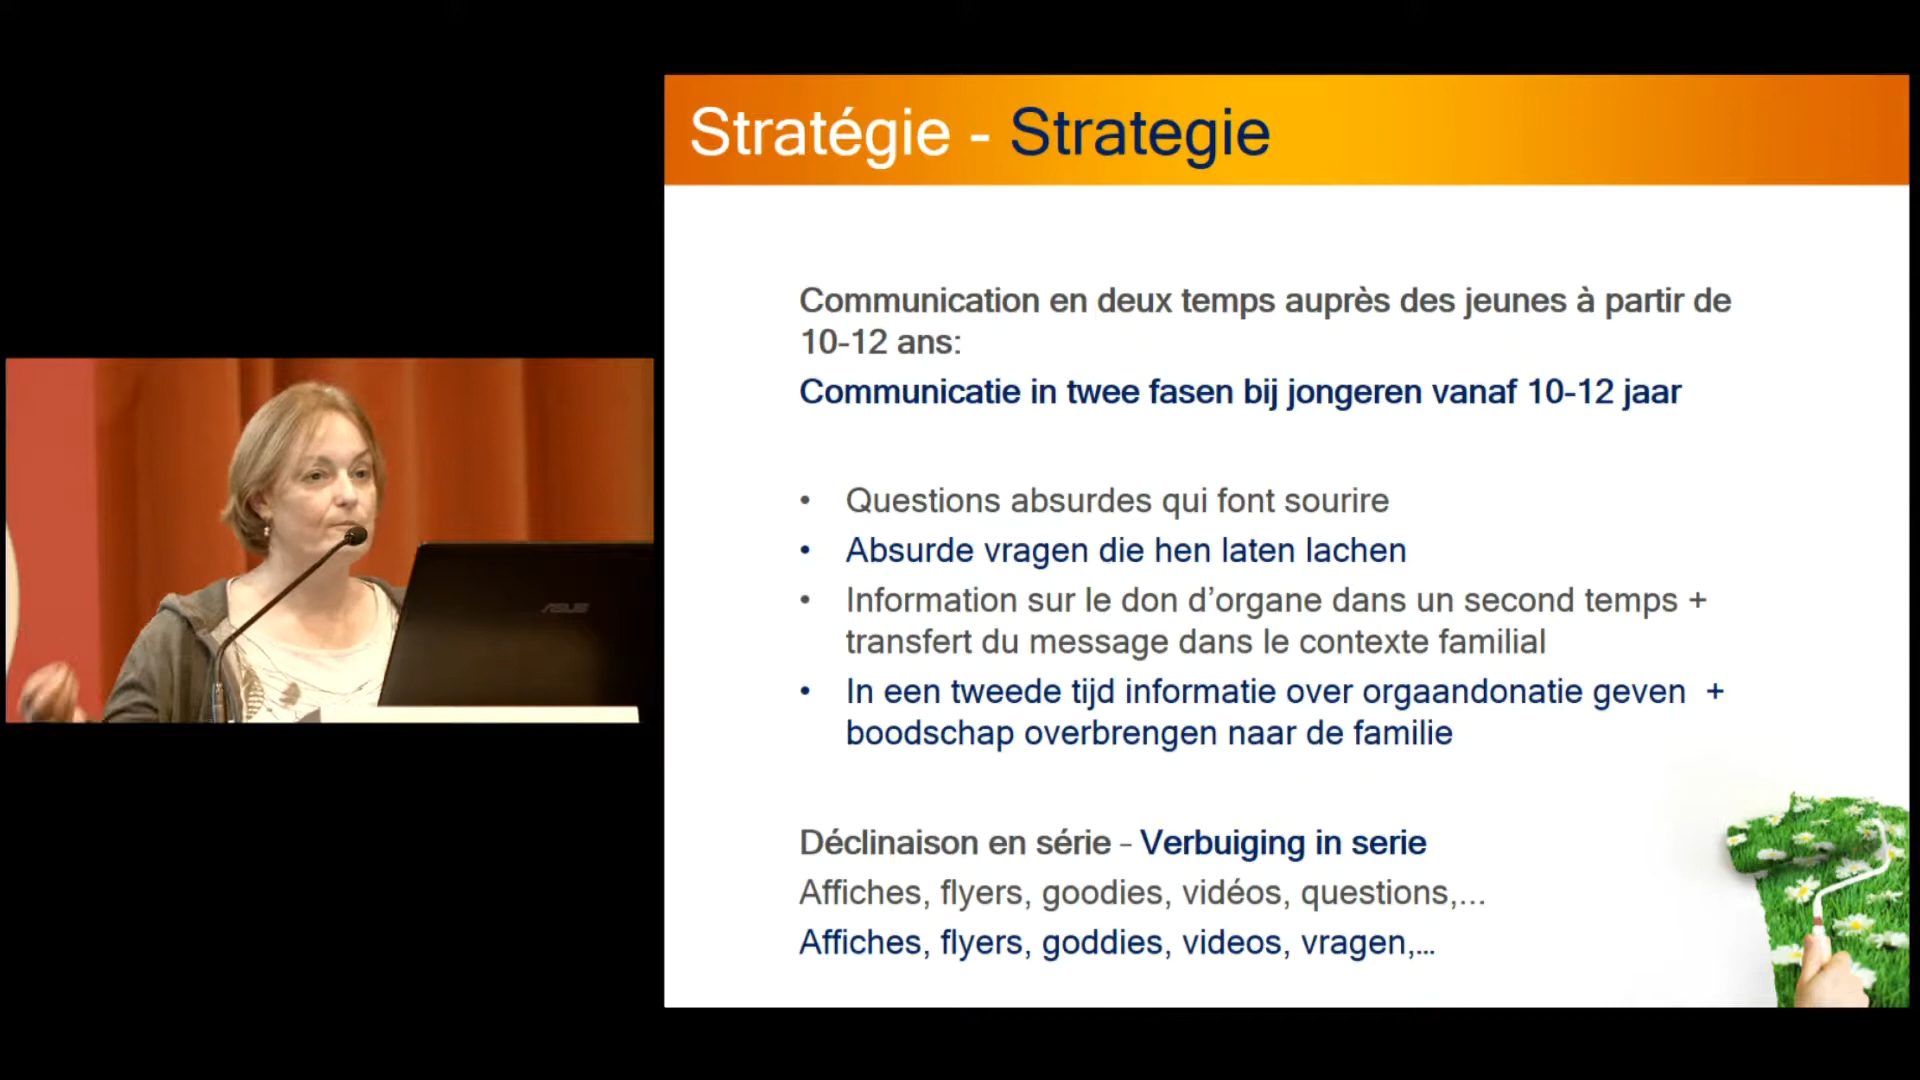 Stratégie - Strategie
Communication en deux temps auprès des jeunes à partir de
10-12 ans:
Communicatie in twee fasen bij jongeren vanaf 10-12 jaar
• Questions absurdes qui font sourire
• Absurde vragen die hen laten lachen
• Information sur le don d’organe dans un second temps +
transfert du message dans le contexte familial
• In een tweede tijd informatie over orgaandonatie geven +
boodschap overbrengen naar de familie
Déclinaison en série – Verbuiging in serie
Affiches, flyers, goodies, vidéos, questions,...
Affiches, flyers, goddies, videos, vragen,...
ASUS